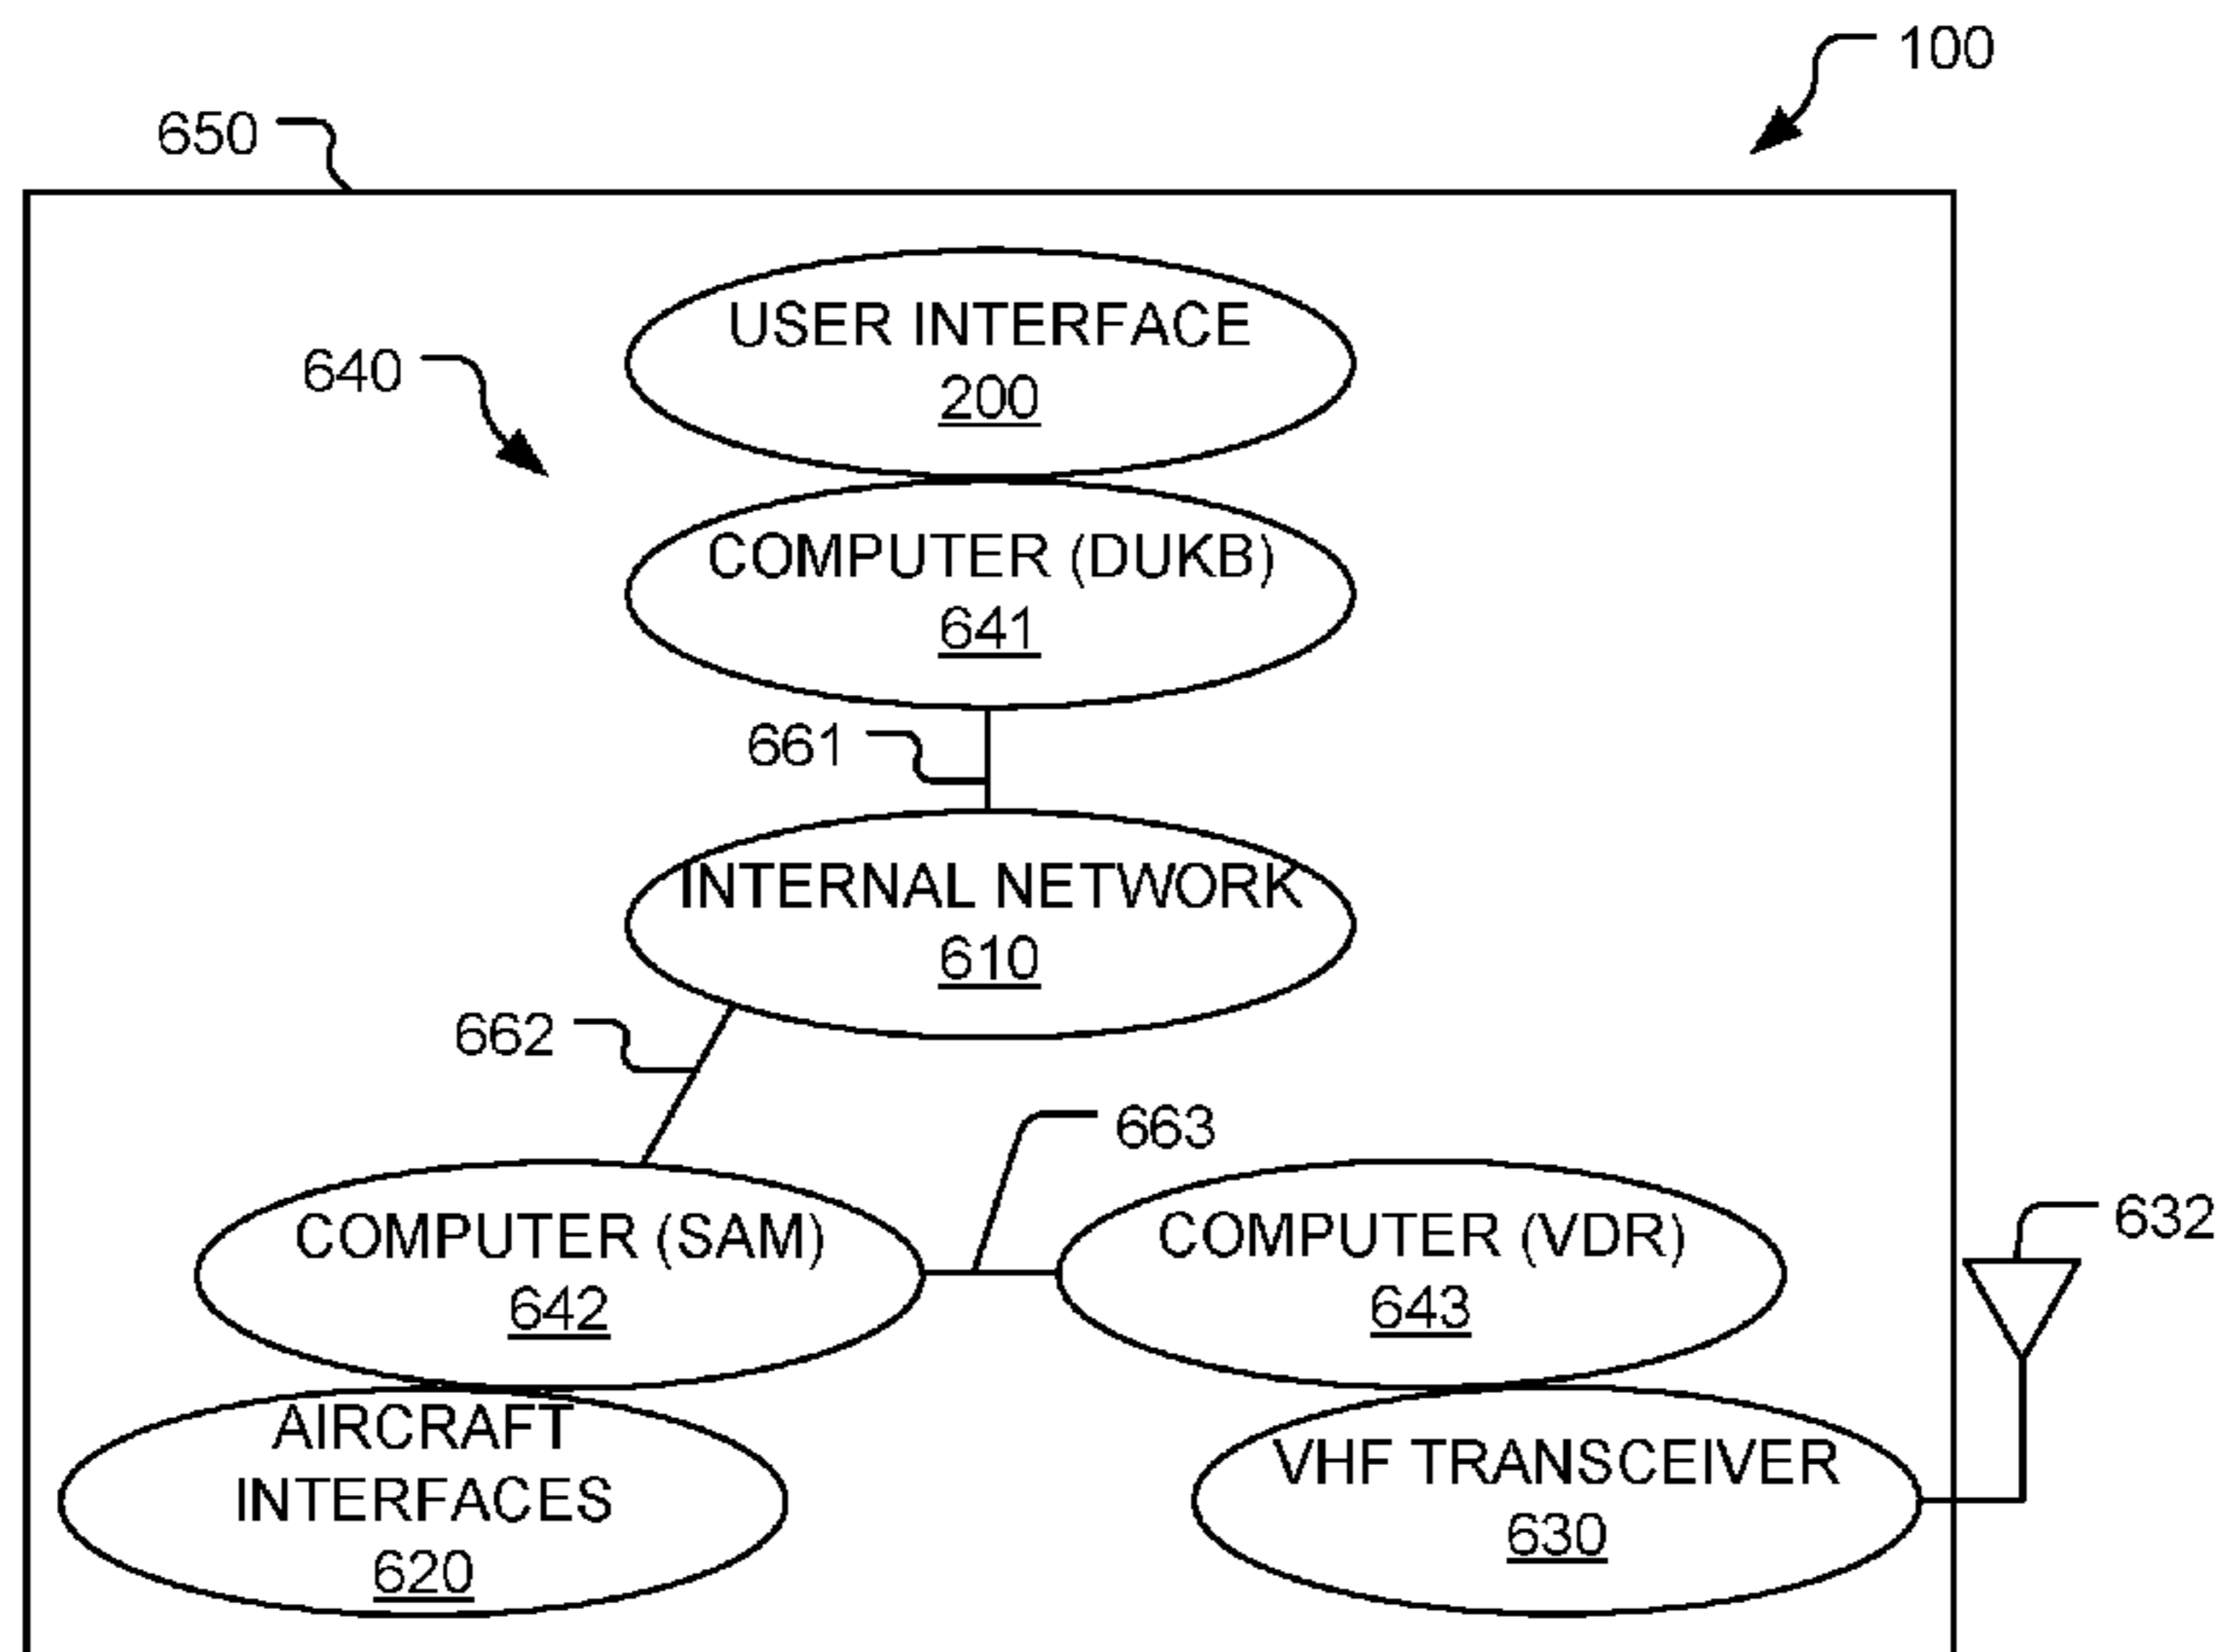 100
650
USER INTERFACE
200
640
COMPUTER (DUKB)
641
661
INTERNAL NETWORK
610
662
663
COMPUTER (SAM)
642
COMPUTER (VDR)
643
632
AIRCRAFT
INTERFACES
620
VHF TRANSCEIVER
630